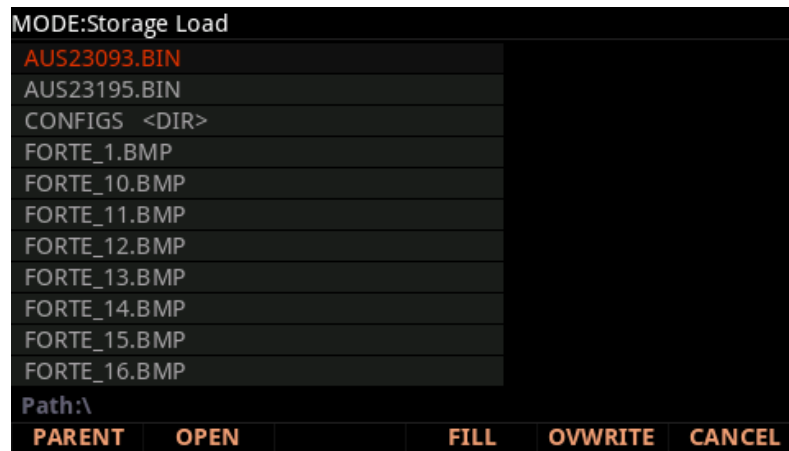 MODE:Storage Load
AUS23093.BIN
AUS23195.BIN
CONFIGS <DIR>
FORTE_1.BMP
FORTE_10.BMP
FORTE_11.BMP
FORTE_12.BMP
FORTE_13.BMP
FORTE_14.BMP
FORTE_15.BMP
FORTE_16.BMP
Path:\
PARENT OPEN FILL OVWRITE CANCEL